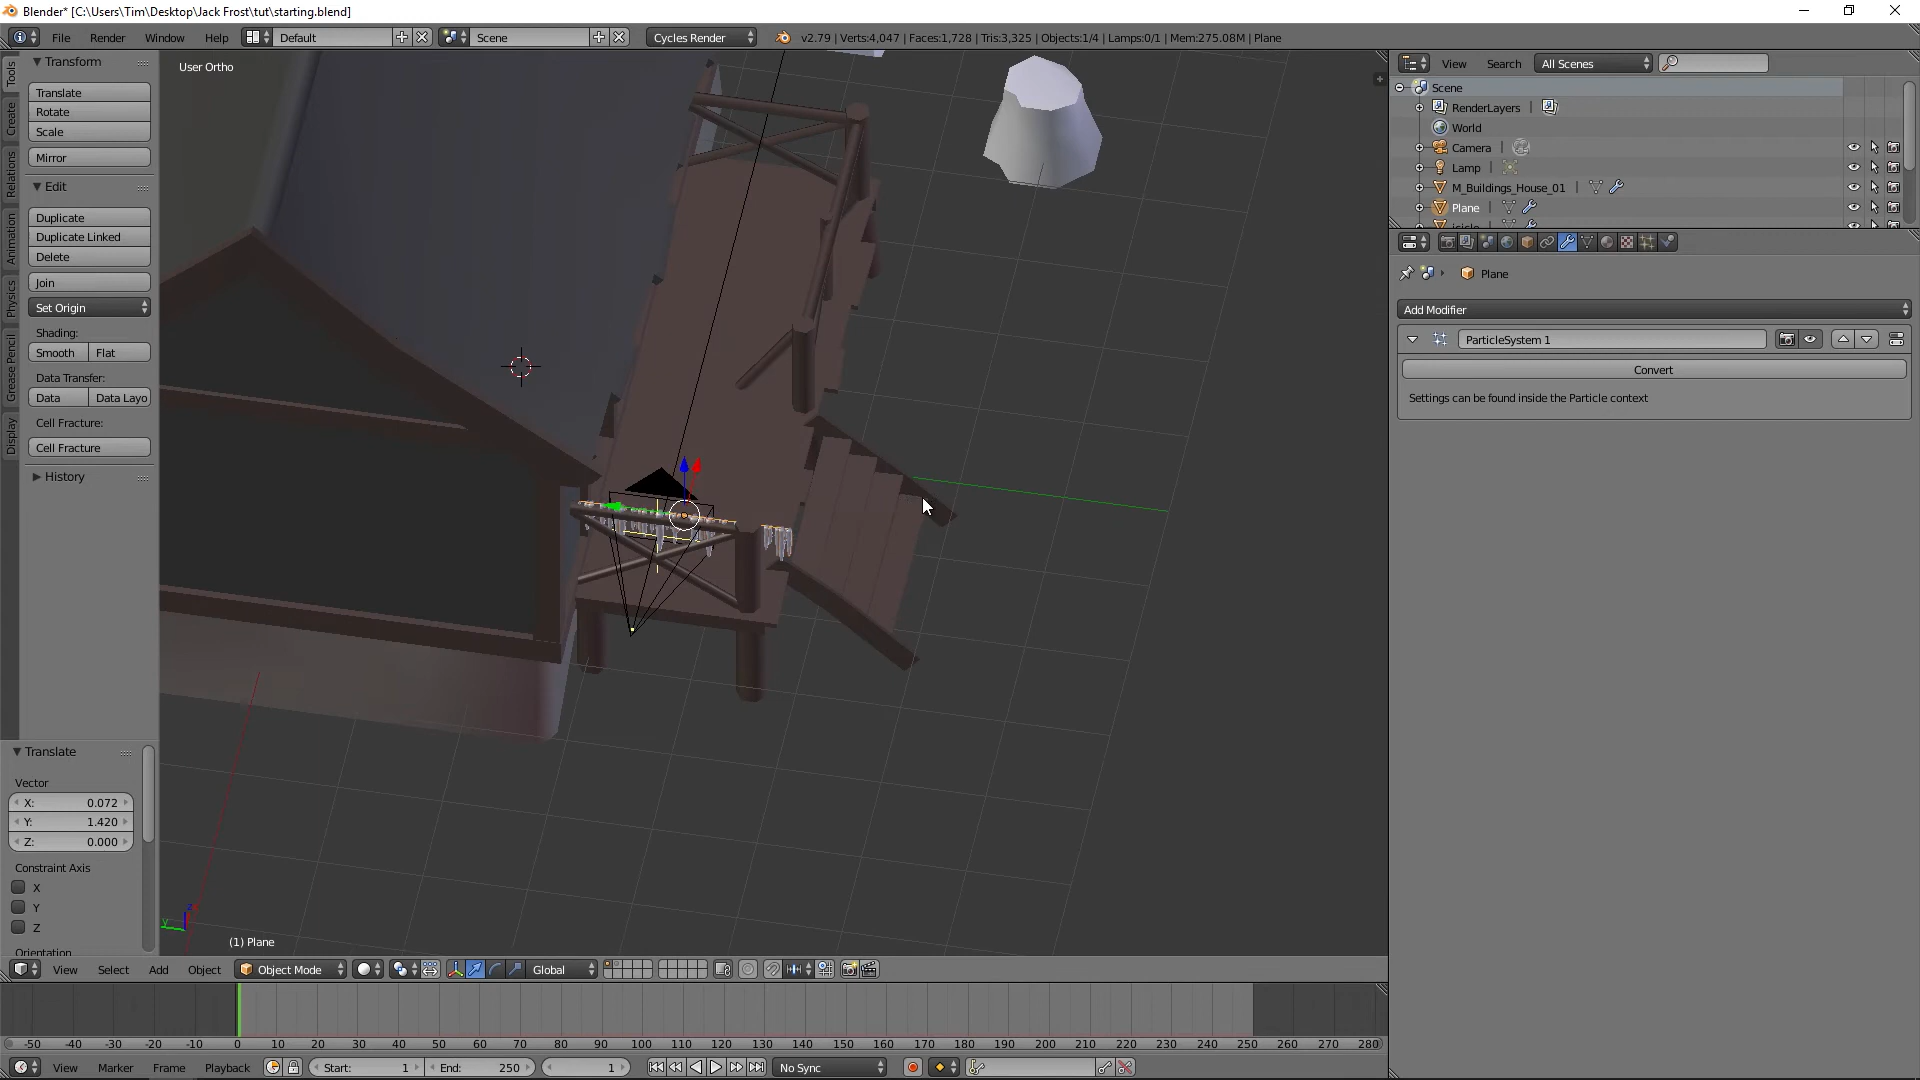 Blender* [C:\Users\Tim\Desktop\Jack Frost\tut\starting.blend]
File Render Window Help Default Scene Cycles Render v2.79 | Verts:4,047 | Faces:1,728 | Tris:3,325 | Objects:1/4 | Lamps:0/1 | Mem:275.08M | Plane
Tools
Create
Relations
Animation
Physics
Grease Pencil
Display
Transform
Translate
Rotate
Scale
Mirror
Edit
Duplicate
Duplicate Linked
Delete
Join
Set Origin
Shading:
Smooth Flat
Data Transfer:
Data Data Layo
Cell Fracture:
Cell Fracture
History
Translate
Vector
X: 0.072
Y: 1.420
Z: 0.000
Constraint Axis
X
Y
Z
Orientation
User Ortho
y z
(1) Plane
View Select Add Object Object Mode Global
-50 -40 -30 -20 -10 0 10 20 30 40 50 60 70 80 90 100 110 120 130 140 150 160 170 180 190 200 210 220 230 240 250 260 270 280
View Marker Frame Playback Start: 1 End: 250 1 No Sync
View Search All Scenes
Scene
RenderLayers |
World
Camera |
Lamp |
M_Buildings_House_01 |
Plane |
icicle
Plane
Add Modifier
ParticleSystem 1
Convert
Settings can be found inside the Particle context